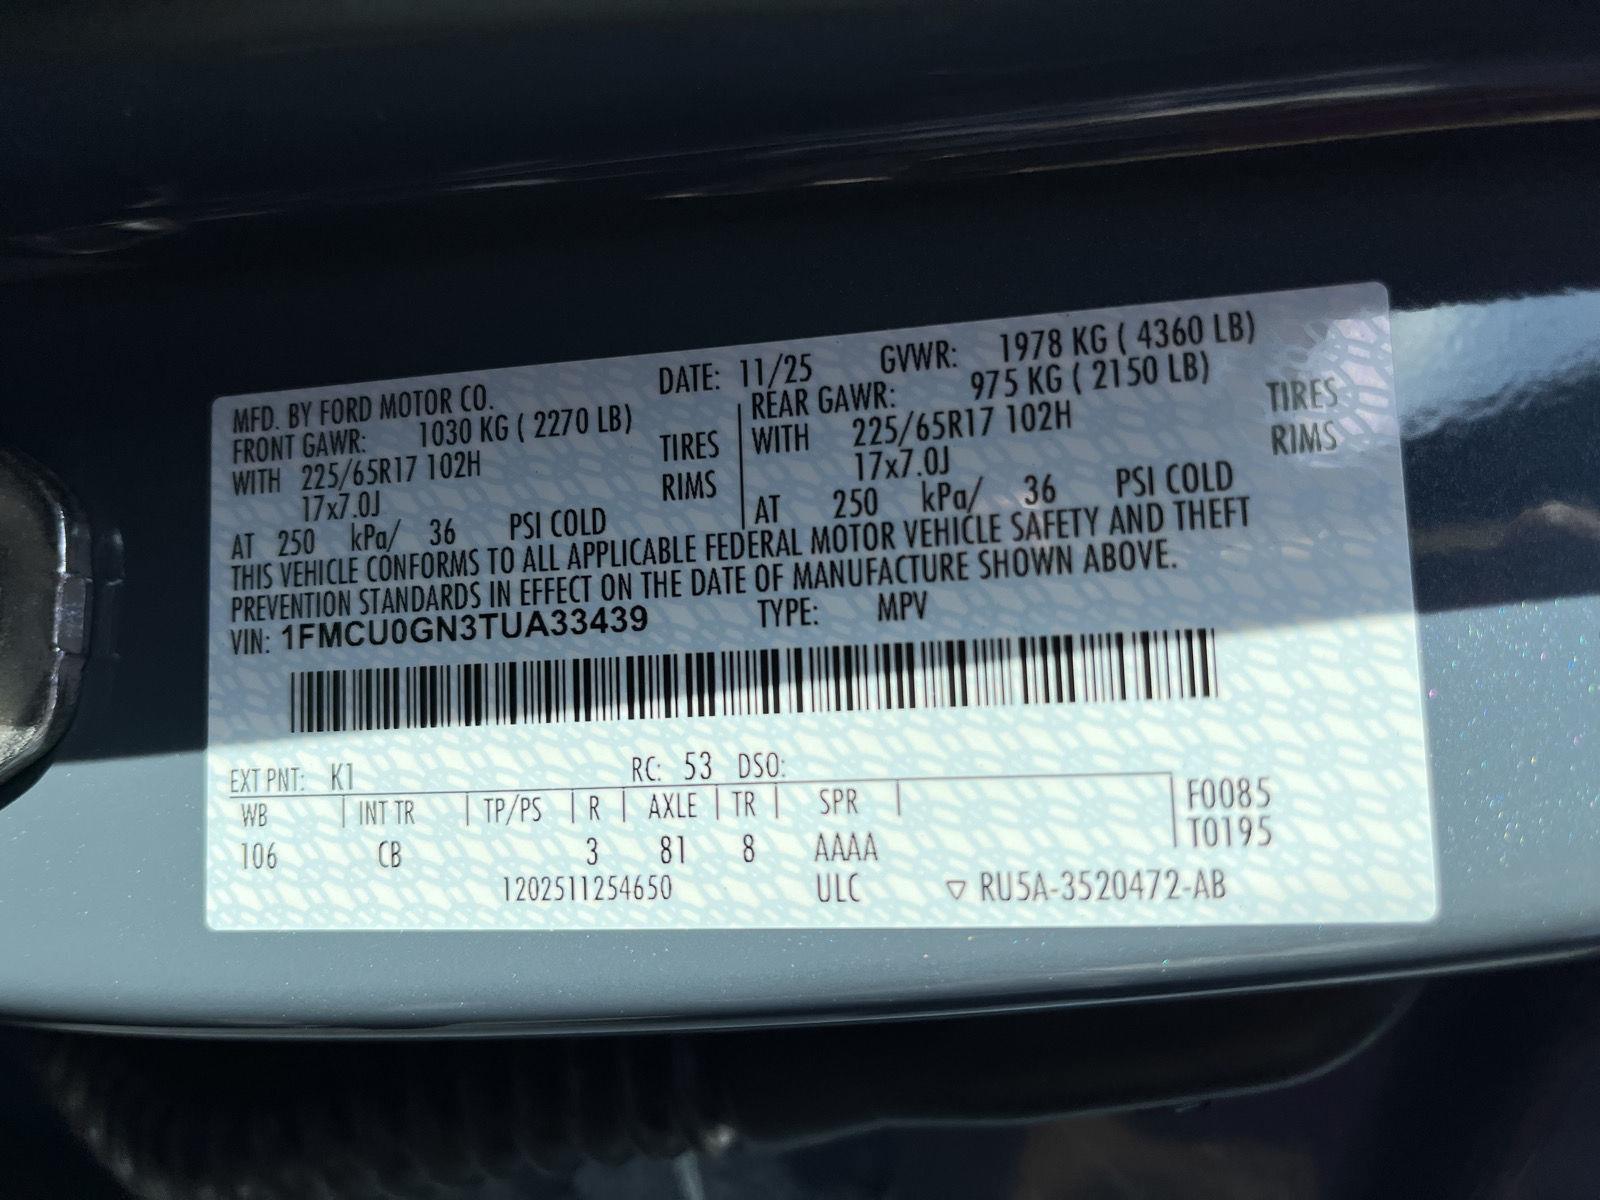 MFD. BY FORD MOTOR CO. DATE: 11/25 GVWR: 1978 KG ( 4360 LB)
FRONT GAWR: 1030 KG ( 2270 LB) REAR GAWR: 975 KG ( 2150 LB)
WITH 225/65R17 102H TIRES WITH 225/65R17 102H TIRES
17x7.0J RIMS 17x7.0J RIMS
AT 250 kPa/ 36 PSI COLD AT 250 kPa/ 36 PSI COLD
THIS VEHICLE CONFORMS TO ALL APPLICABLE FEDERAL MOTOR VEHICLE SAFETY AND THEFT
PREVENTION STANDARDS IN EFFECT ON THE DATE OF MANUFACTURE SHOWN ABOVE.
VIN: 1FMCU0GN3TUA33439 TYPE: MPV
EXT PNT: K1 RC: 53 DSO:
WB INT TR TP/PS R AXLE TR SPR F0085
T0195
106 CB 3 81 8 AAAA
1202511254650 ULC ▽ RU5A-3520472-AB